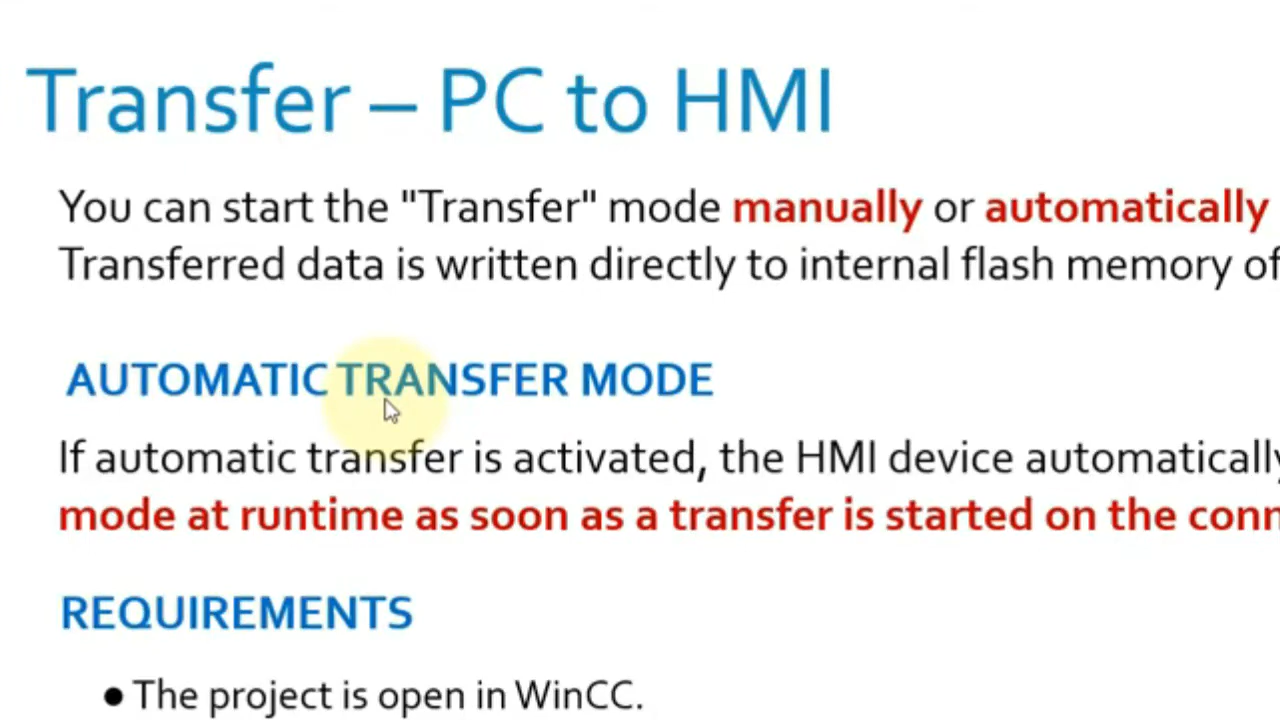 Transfer – PC to HMI
You can start the "Transfer" mode manually or automatically
Transferred data is written directly to internal flash memory of
AUTOMATIC TRANSFER MODE
If automatic transfer is activated, the HMI device automatically
mode at runtime as soon as a transfer is started on the
REQUIREMENTS
● The project is open in WinCC.